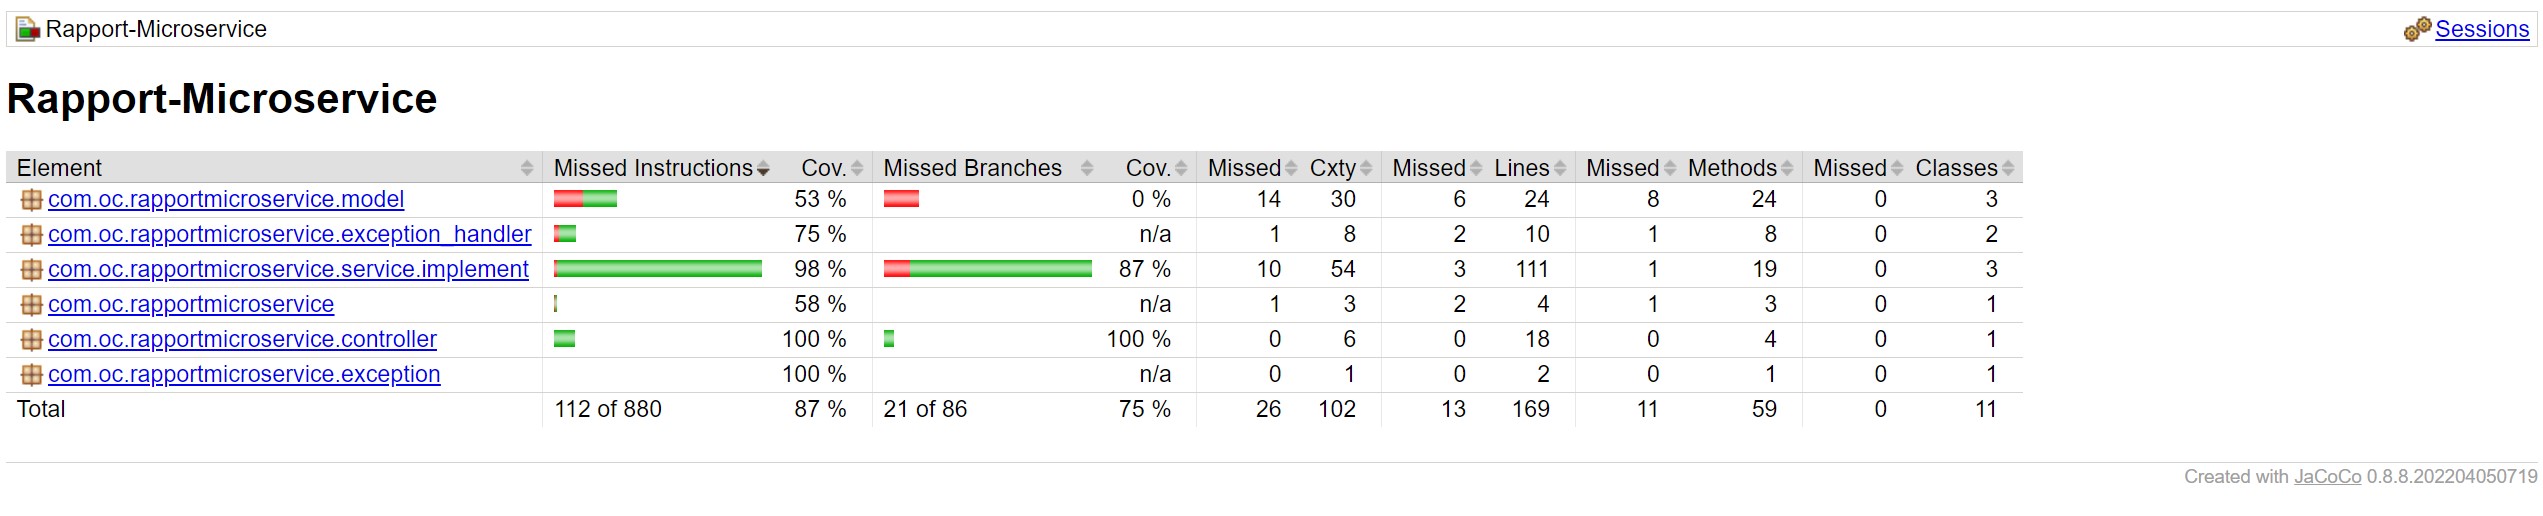 Rapport-Microservice Sessions
Rapport-Microservice
Element Missed Instructions Cov. Missed Branches Cov. Missed Cxty Missed Lines Missed Methods Missed Classes
com.oc.rapportmicroservice.model 53 % 0 % 14 30 6 24 8 24 0 3
com.oc.rapportmicroservice.exception_handler 75 % n/a 1 8 2 10 1 8 0 2
com.oc.rapportmicroservice.service.implement 98 % 87 % 10 54 3 111 1 19 0 3
com.oc.rapportmicroservice 58 % n/a 1 3 2 4 1 3 0 1
com.oc.rapportmicroservice.controller 100 % 100 % 0 6 0 18 0 4 0 1
com.oc.rapportmicroservice.exception 100 % n/a 0 1 0 2 0 1 0 1
Total 112 of 880 87 % 21 of 86 75 % 26 102 13 169 11 59 0 11
Created with JaCoCo 0.8.8.202204050719